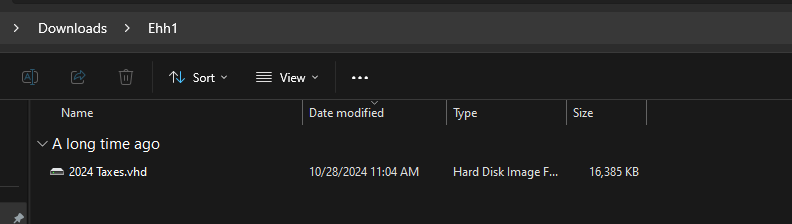 Downloads > Ehh1
Sort View •••
Name Date modified Type Size
A long time ago
2024 Taxes.vhd 10/28/2024 11:04 AM Hard Disk Image F... 16,385 KB